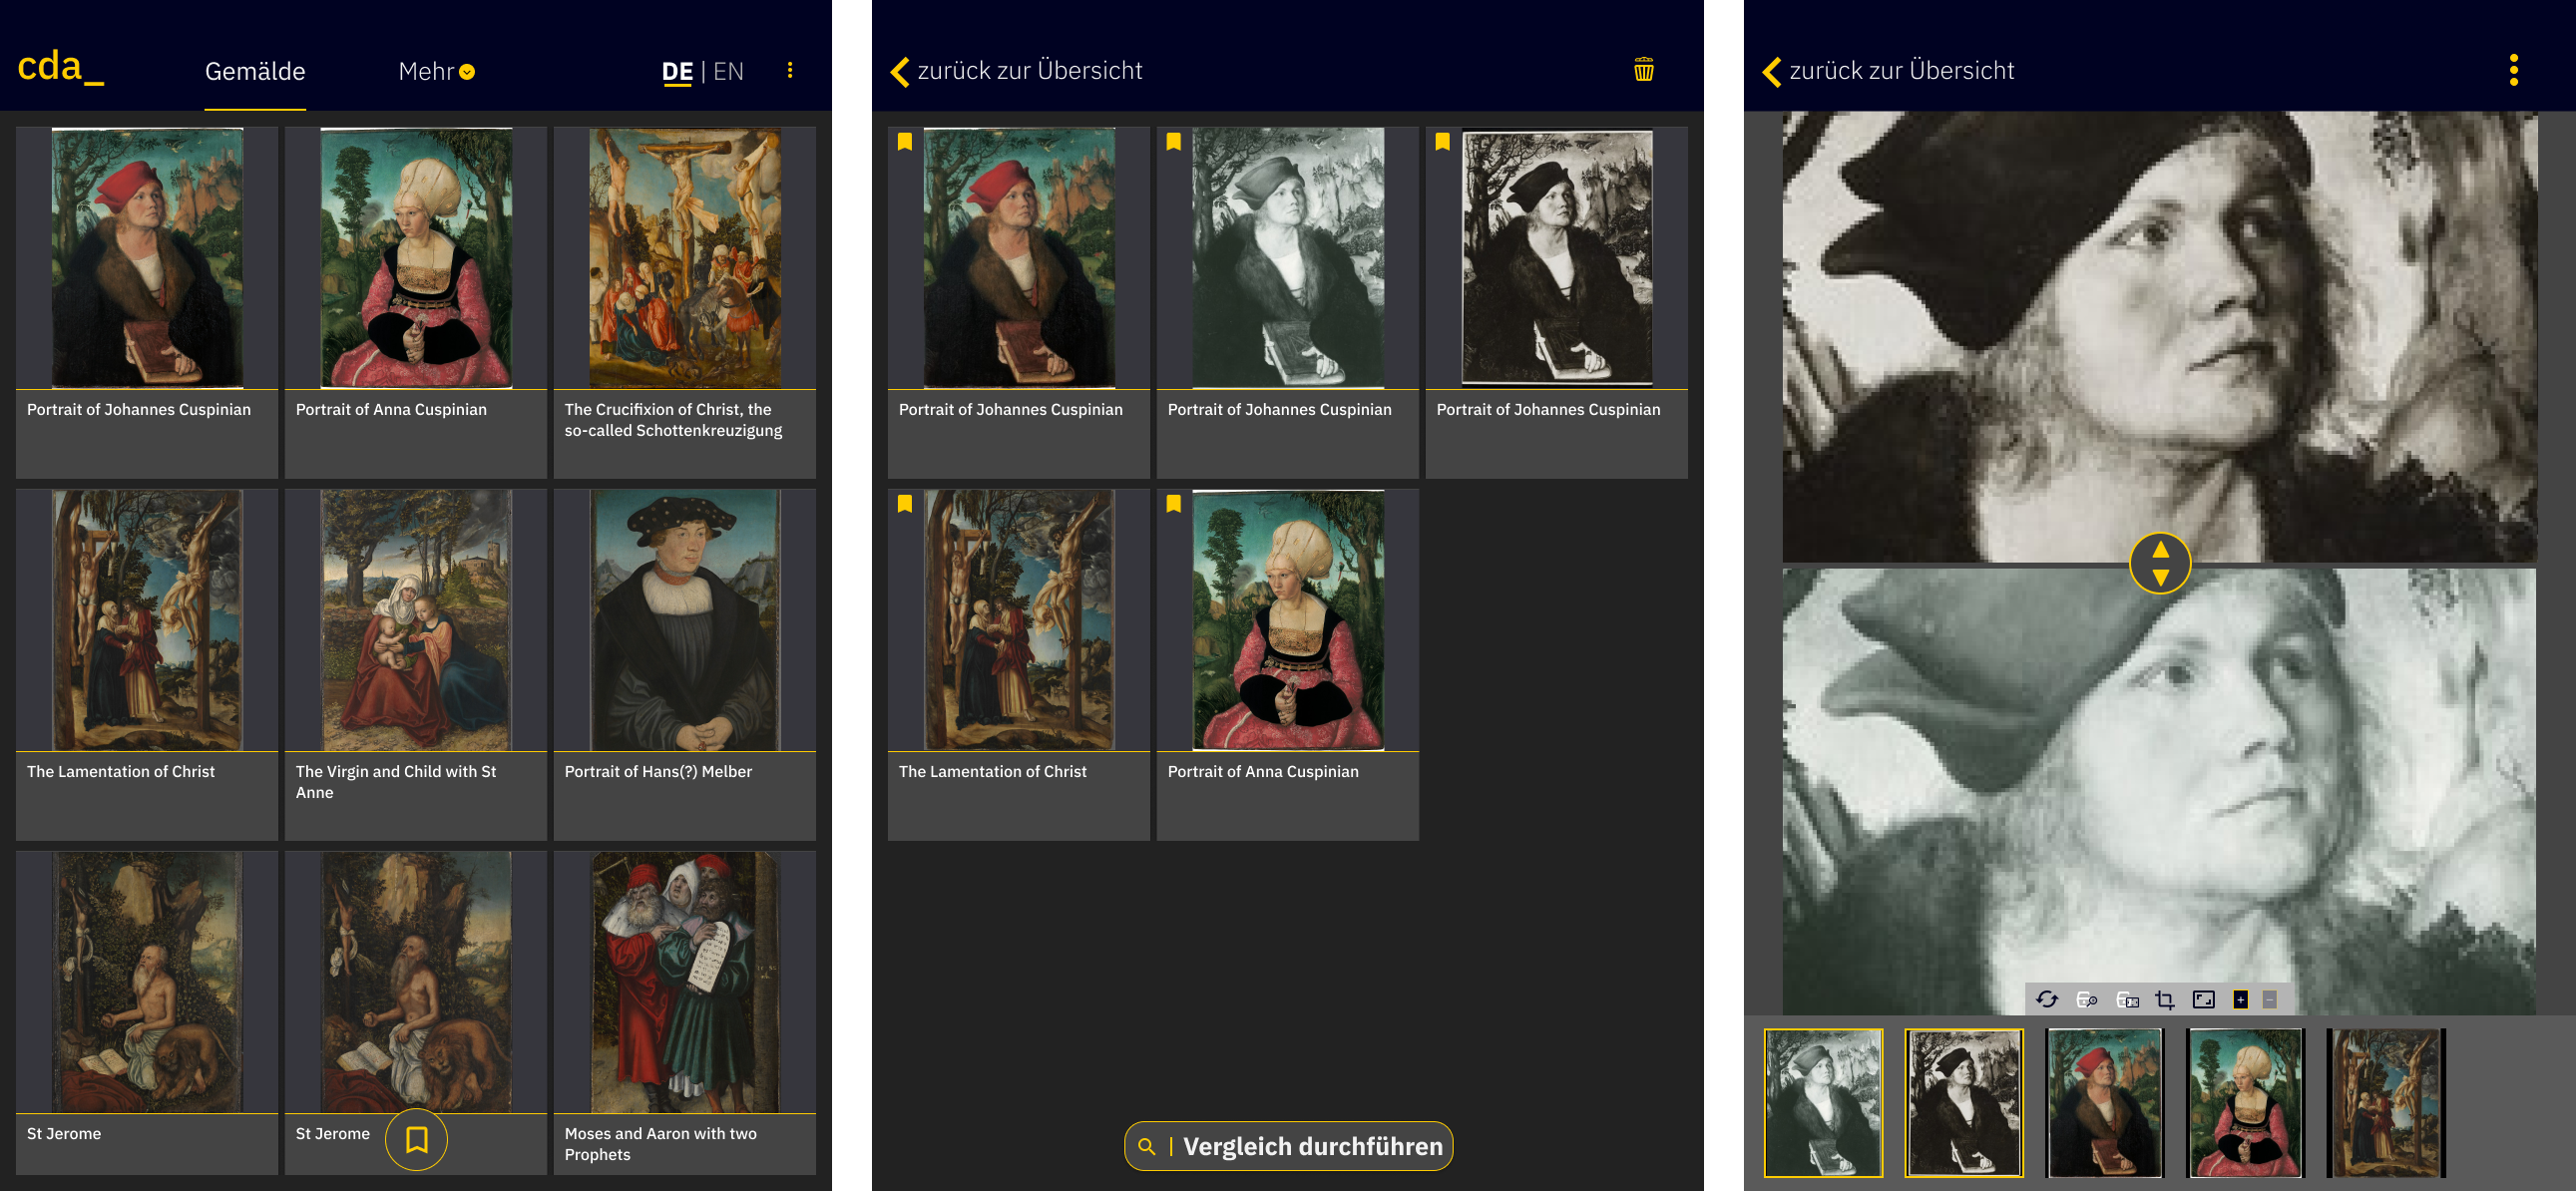 cda_
Gemälde
Mehr
DE | EN
Portrait of Johannes Cuspinian
Portrait of Anna Cuspinian
The Crucifixion of Christ, the
so-called Schottenkreuzigung
The Lamentation of Christ
The Virgin and Child with St
Anne
Portrait of Hans(?) Melber
St Jerome
St Jerome
Moses and Aaron with two
Prophets
zurück zur Übersicht
Portrait of Johannes Cuspinian
Portrait of Johannes Cuspinian
Portrait of Johannes Cuspinian
The Lamentation of Christ
Portrait of Anna Cuspinian
Vergleich durchführen
zurück zur Übersicht